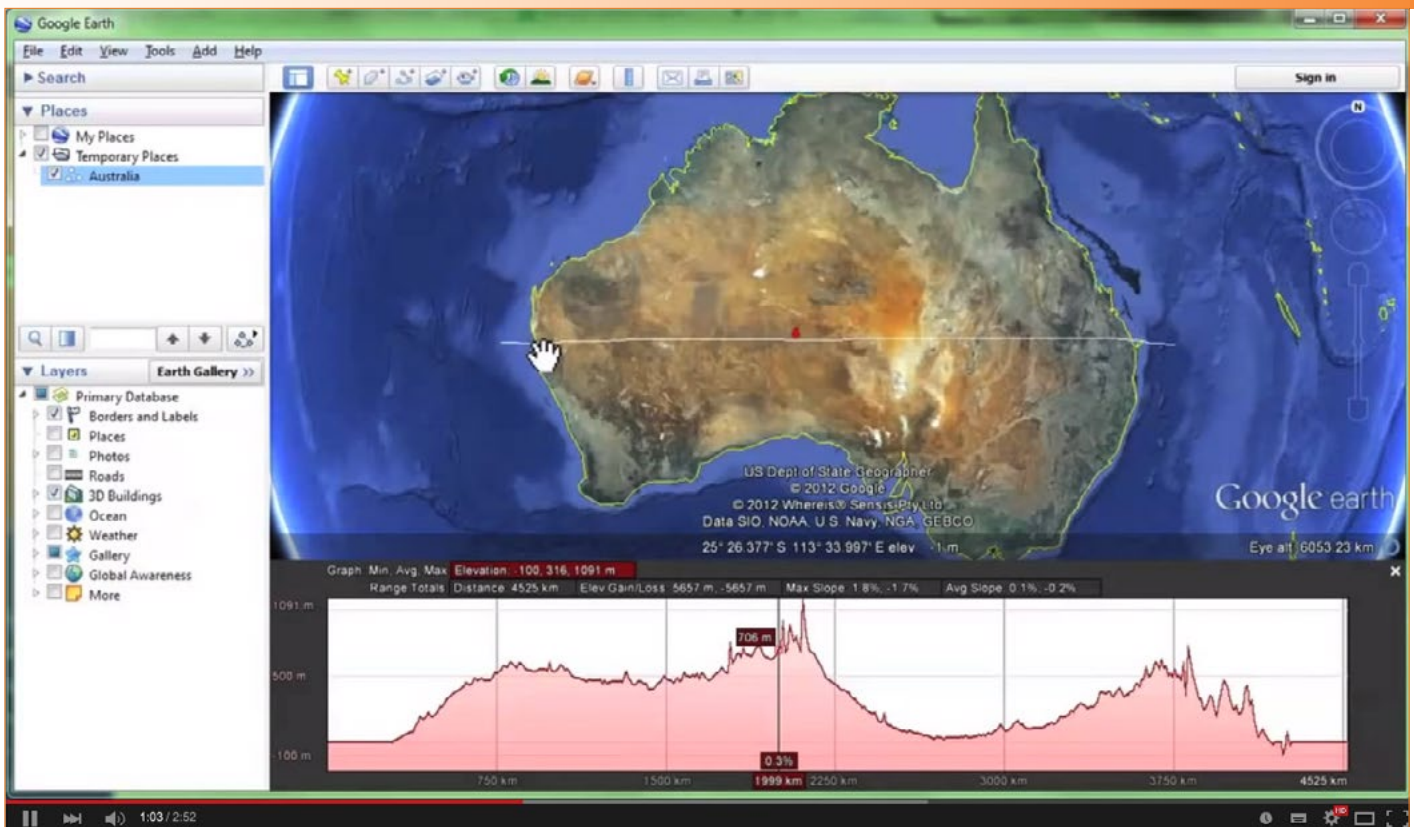 Google Earth
File Edit View Tools Add Help
Search
Sign in
Places
My Places
Temporary Places
Australia
Layers
Earth Gallery >>
Primary Database
Borders and Labels
Places
Photos
Roads
3D Buildings
Ocean
Weather
Gallery
Global Awareness
More
N
US Dept of State Geographer
© 2012 Google
© 2012 Whereis® Sensis Pty Ltd
Data SIO, NOAA, U.S. Navy, NGA, GEBCO
Google earth
25° 26.377' S 113° 33.997' E elev -1 m
Eye alt 6053.23 km
Graph: Min, Avg, Max Elevation: -100, 316, 1091 m
Range Totals: Distance: 4525 km Elev Gain/Loss: 5657 m, -5657 m Max Slope: 1.8%, -1.7% Avg Slope: 0.1%, -0.2%
1091 m
706 m
500 m
-100 m
0.3%
750 km 1500 km 1999 km 2250 km 3000 km 3750 km 4525 km
1:03 / 2:52
HD